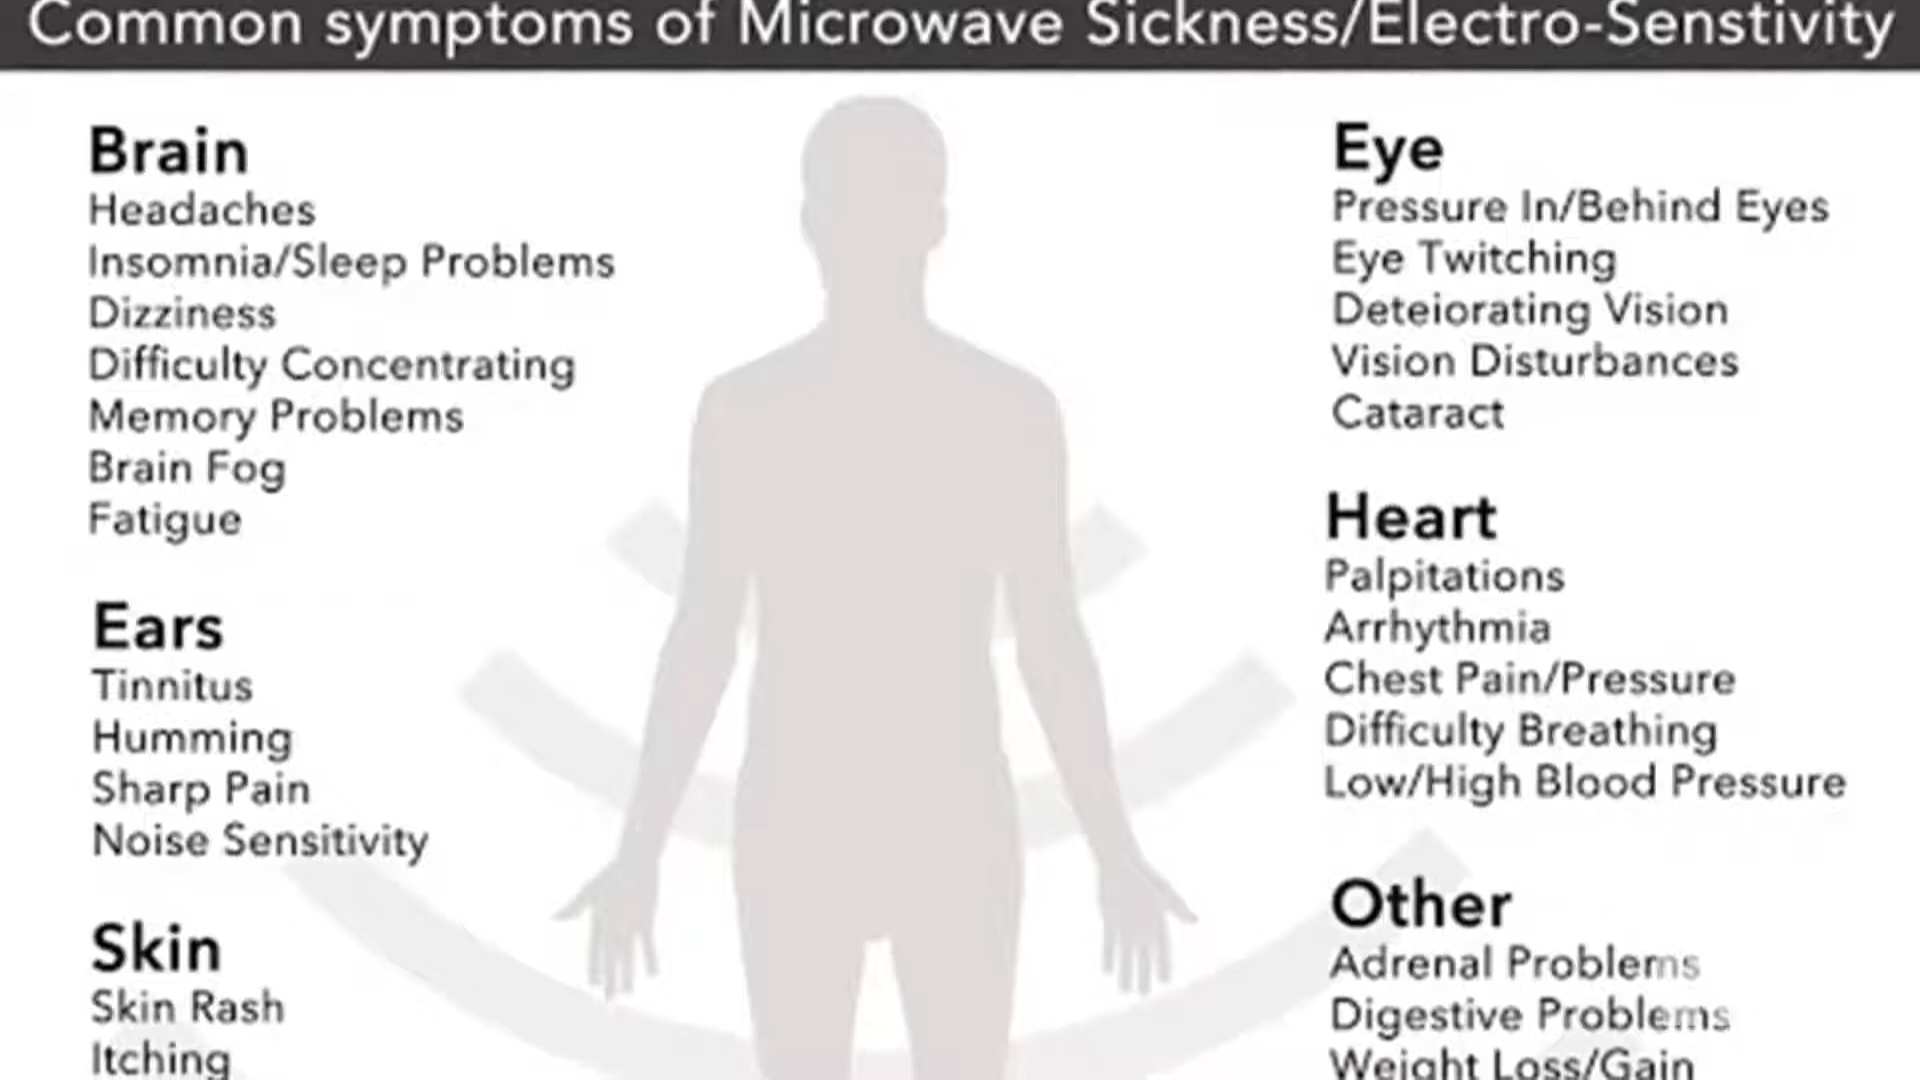 Common symptoms of Microwave Sickness/Electro-Senstivity
Brain
Headaches
Insomnia/Sleep Problems
Dizziness
Difficulty Concentrating
Memory Problems
Brain Fog
Fatigue
Ears
Tinnitus
Humming
Sharp Pain
Noise Sensitivity
Skin
Skin Rash
Itching
Eye
Pressure In/Behind Eyes
Eye Twitching
Deteiorating Vision
Vision Disturbances
Cataract
Heart
Palpitations
Arrhythmia
Chest Pain/Pressure
Difficulty Breathing
Low/High Blood Pressure
Other
Adrenal Problems
Digestive Problems
Weight Loss/Gain